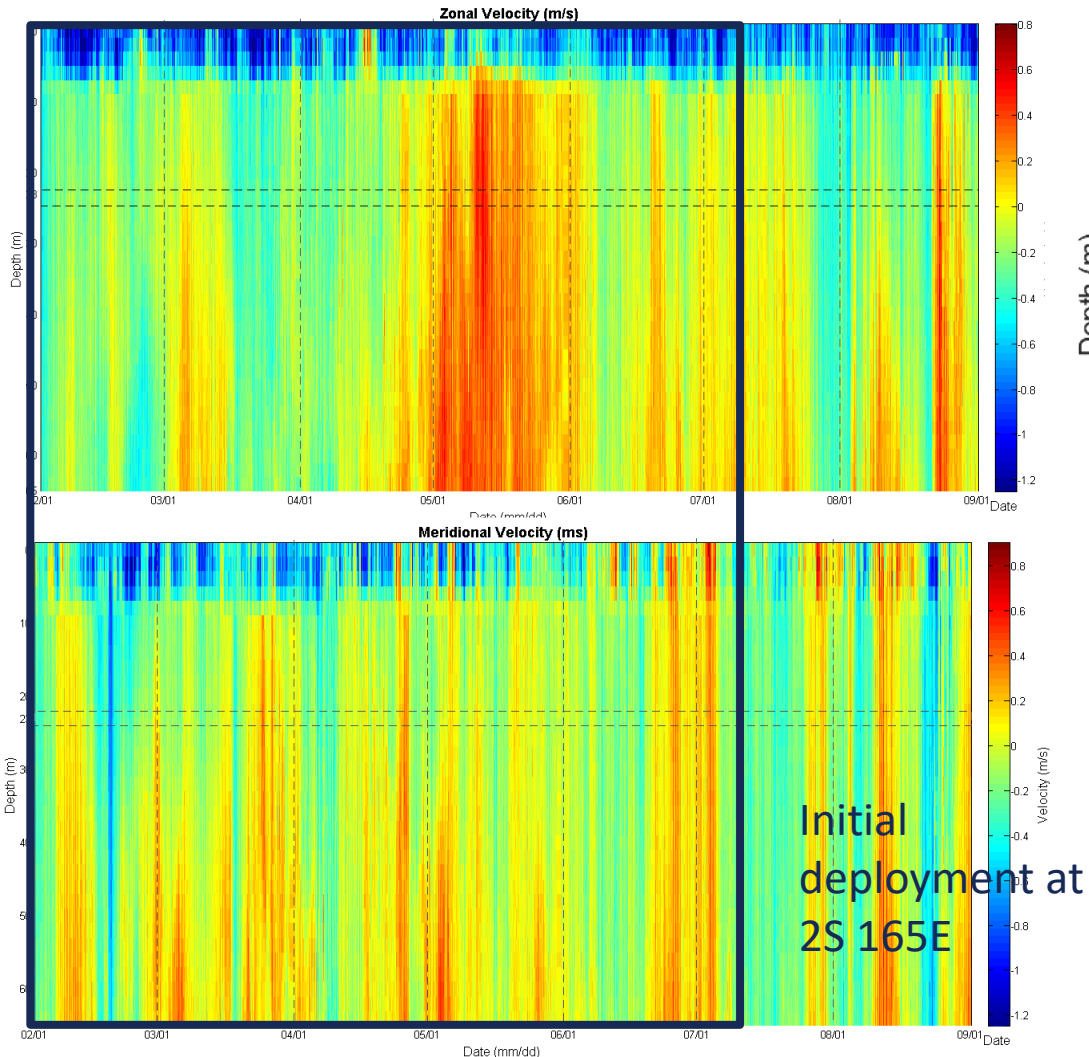 Zonal Velocity (m/s)
0.8
0.6
0.4
0.2
0
-0.2
-0.4
-0.6
-0.8
-1
-1.2
Depth (m)
Depth (m)
03/01
04/01
05/01
06/01
07/01
08/01
09/01
Date
Date (mm/dd)
Meridional Velocity (ms)
0.8
0.6
0.4
0.2
0
-0.2
-0.4
-0.8
-1
-1.2
Velocity (m/s)
Depth (m)
Initial
deployment at
2S 165E
02/01
03/01
04/01
05/01
06/01
07/01
08/01
09/01
Date
Date (mm/dd)